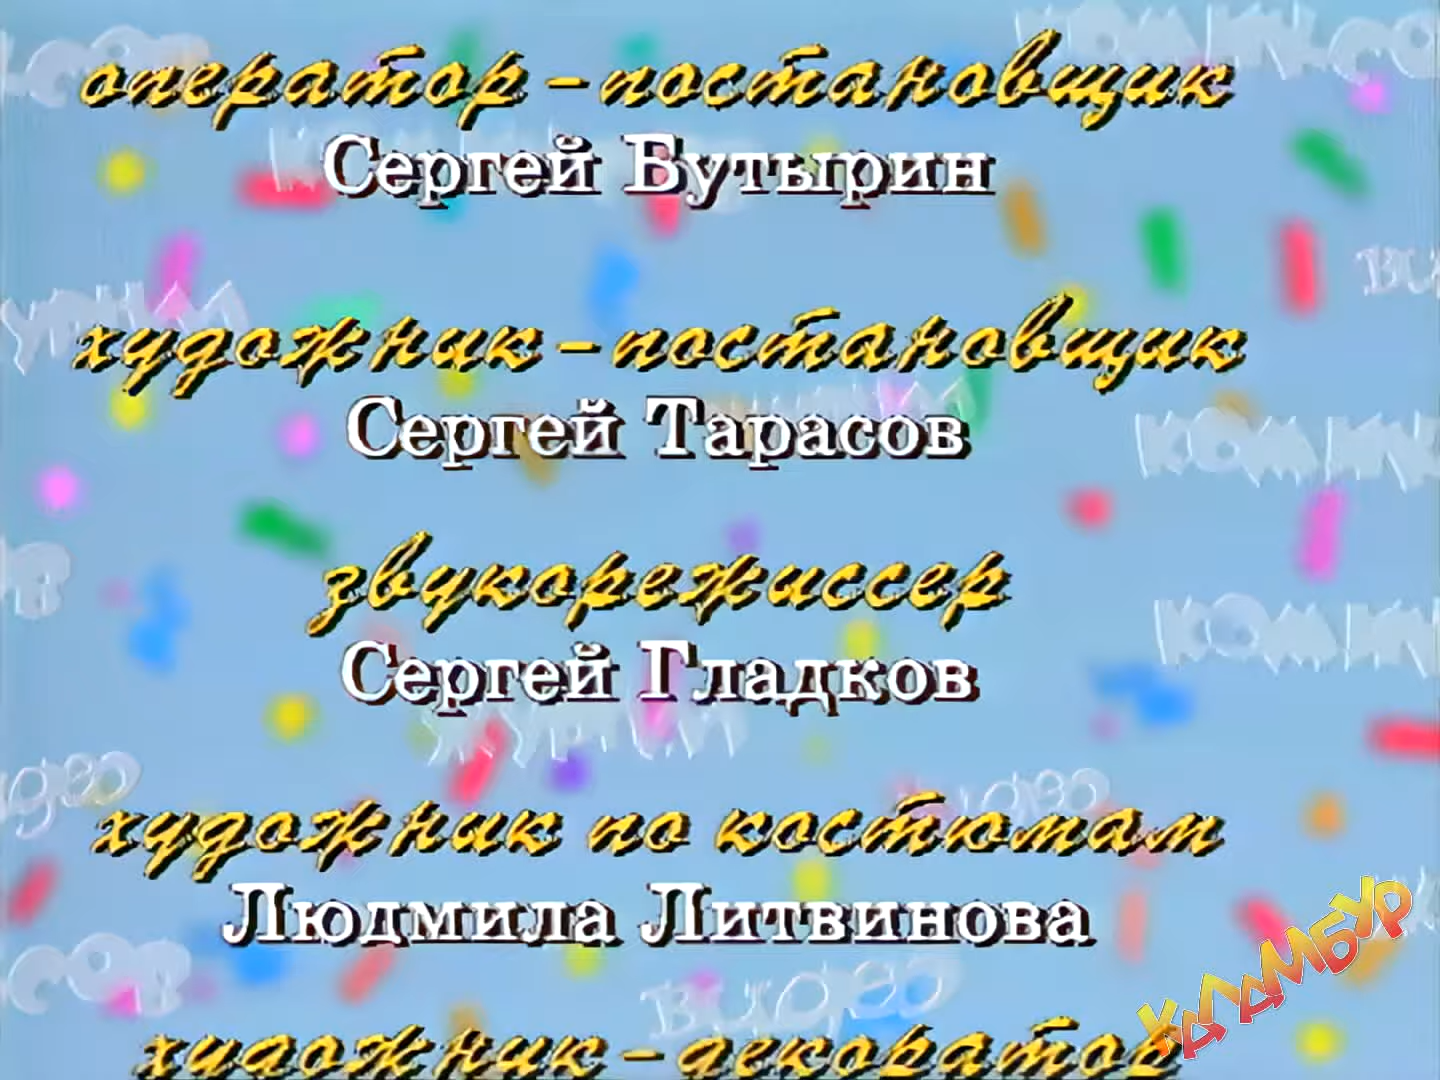 оператор-постановщик
Сергей Бутырин
художник-постановщик
Сергей Тарасов
звукорежиссер
Сергей Гладков
художник по костюмам
Людмила Литвинова
КАЛАМБУР
художник-декоратор